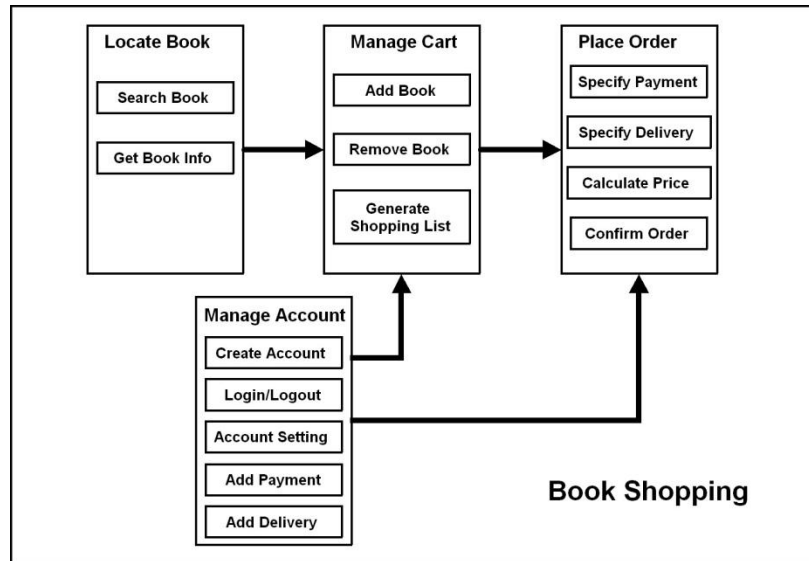 Locate Book
Search Book
Get Book Info
Manage Cart
Add Book
Remove Book
Generate
Shopping List
Place Order
Specify Payment
Specify Delivery
Calculate Price
Confirm Order
Manage Account
Create Account
Login/Logout
Account Setting
Add Payment
Add Delivery
Book Shopping